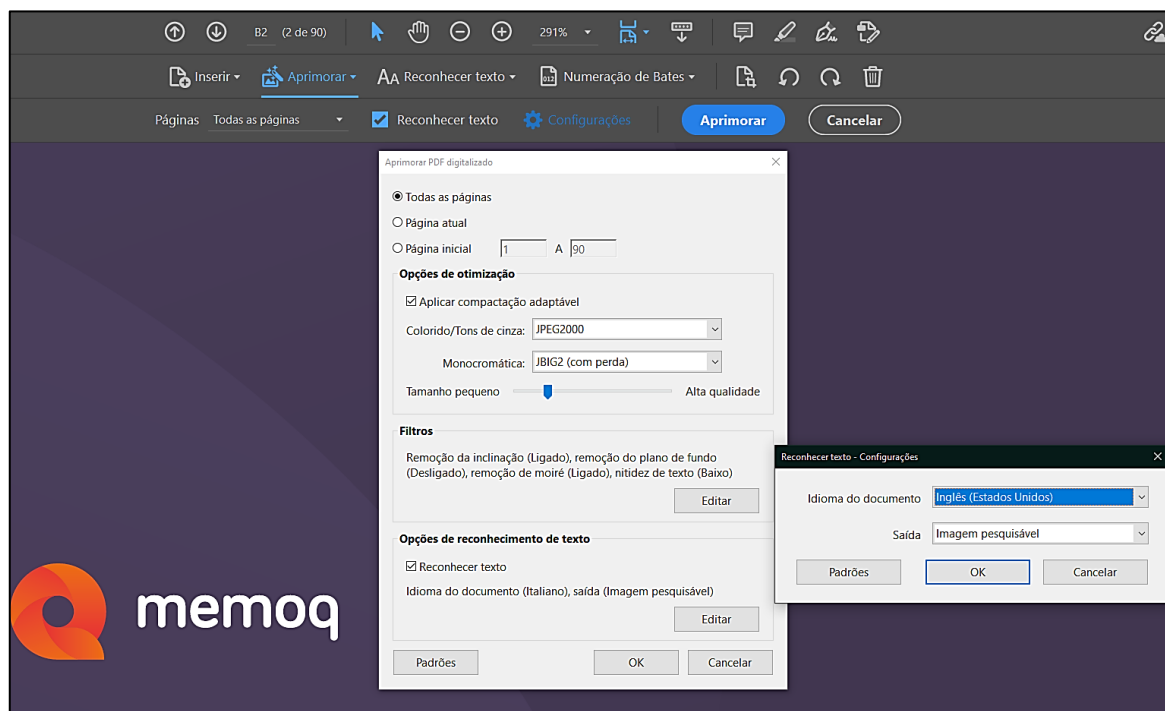 B2 (2 de 90) 291%
Inserir Aprimorar AA Reconhecer texto 012 Numeração de Bates
Páginas Todas as páginas Reconhecer texto Configurações Aprimorar Cancelar
Aprimorar PDF digitalizado
Todas as páginas
Página atual
Página inicial 1 A 90
Opções de otimização
Aplicar compactação adaptável
Colorido/Tons de cinza: JPEG2000
Monocromática: JBIG2 (com perda)
Tamanho pequeno Alta qualidade
Filtros
Remoção da inclinação (Ligado), remoção do plano de fundo
(Desligado), remoção de moiré (Ligado), nitidez de texto (Baixo)
Editar
Opções de reconhecimento de texto
Reconhecer texto
Idioma do documento (Italiano), saída (Imagem pesquisável)
Editar
Padrões OK Cancelar
Reconhecer texto - Configurações
Idioma do documento Inglês (Estados Unidos)
Saída Imagem pesquisável
Padrões OK Cancelar
memoq